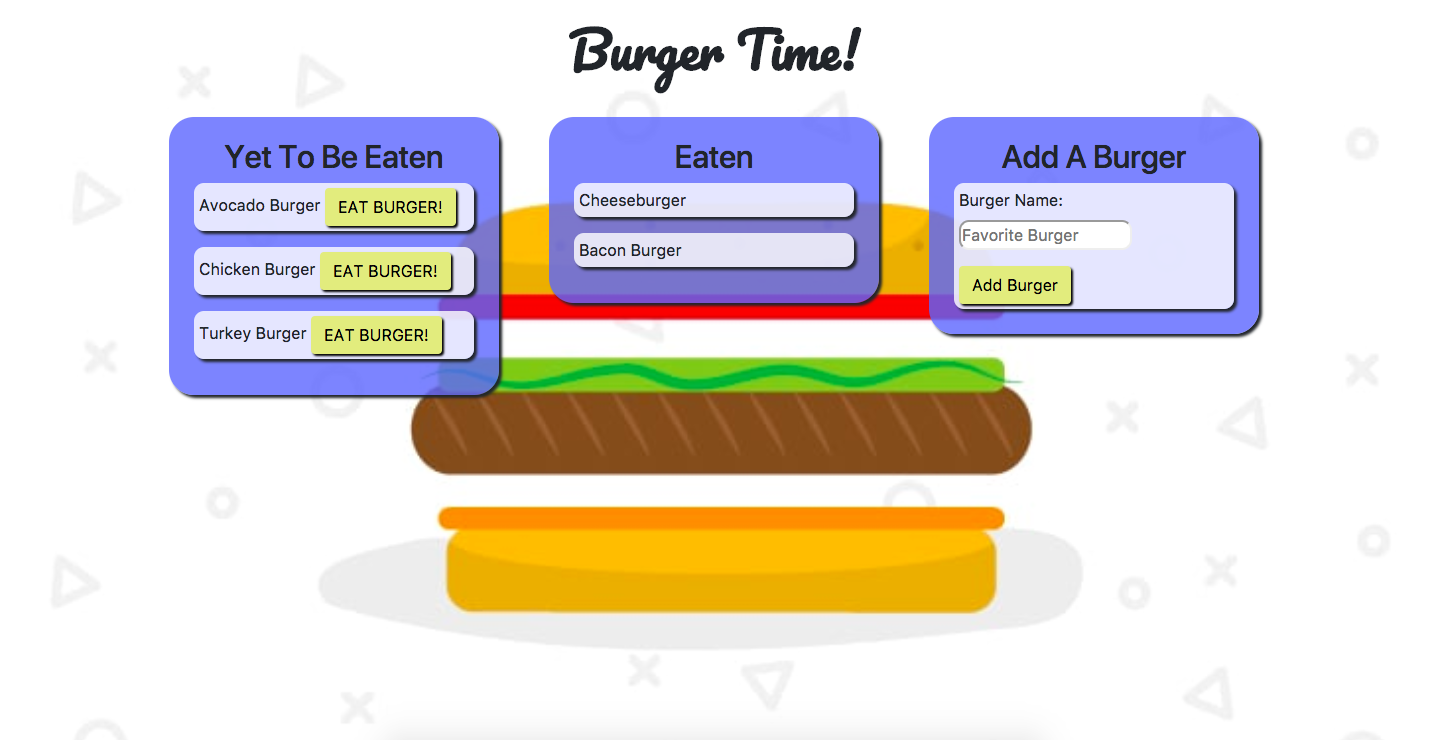 Burger Time!
Yet To Be Eaten
Avocado Burger EAT BURGER!
Chicken Burger EAT BURGER!
Turkey Burger EAT BURGER!
Eaten
Cheeseburger
Bacon Burger
Add A Burger
Burger Name:
Favorite Burger
Add Burger